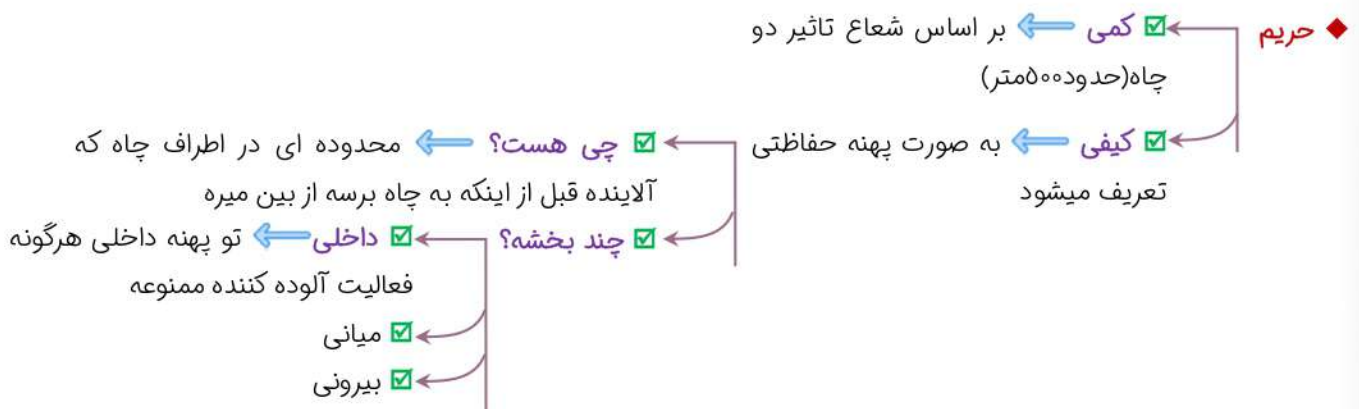 ◆ حریم
☑ کمی ⟸ بر اساس شعاع تاثیر دو
چاه(حدود۵۰۰متر)
☑ کیفی ⟸ به صورت پهنه حفاظتی
تعریف میشود
☑ چی هست؟ ⟸ محدوده ای در اطراف چاه که
آلاینده قبل از اینکه به چاه برسه از بین میره
☑ چند بخشه؟
☑ داخلی⟸ تو پهنه داخلی هرگونه
فعالیت آلوده کننده ممنوعه
☑ میانی
☑ بیرونی